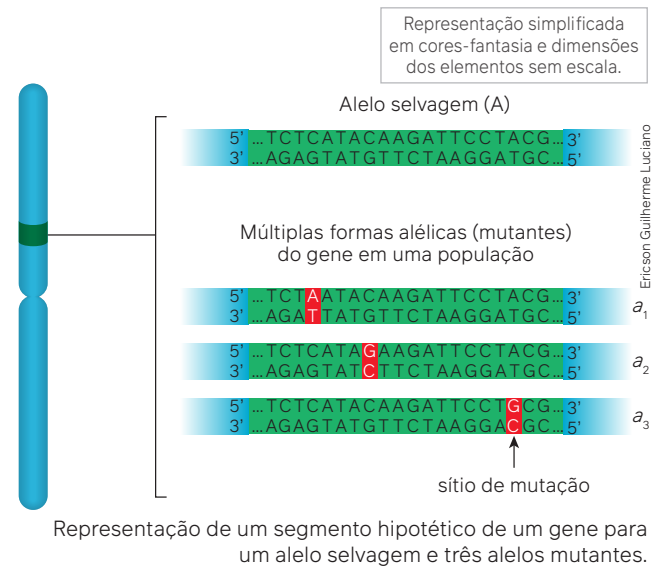 Representação simplificada
em cores-fantasia e dimensões
dos elementos sem escala.
Alelo selvagem (A)
5’ ...TCTCATACAAGATTCCTACG... 3’
3’ ...AGAGTATGTTCTAAGGATGC... 5’
Ericson Guilherme Luciano
Múltiplas formas alélicas (mutantes)
do gene em uma população
5’ ...TCTAATACAAGATTCCTACG... 3’
3’ ...AGATTATGTTCTAAGGATGC... 5’
a1
5’ ...TCTCATAGAAGATTCCTACG... 3’
3’ ...AGAGTATCTTCTAAGGATGC... 5’
a2
5’ ...TCTCATACAAGATTCCTGCG... 3’
3’ ...AGAGTATGTTCTAAGGACGC... 5’
a3
sítio de mutação
Representação de um segmento hipotético de um gene para
um alelo selvagem e três alelos mutantes.